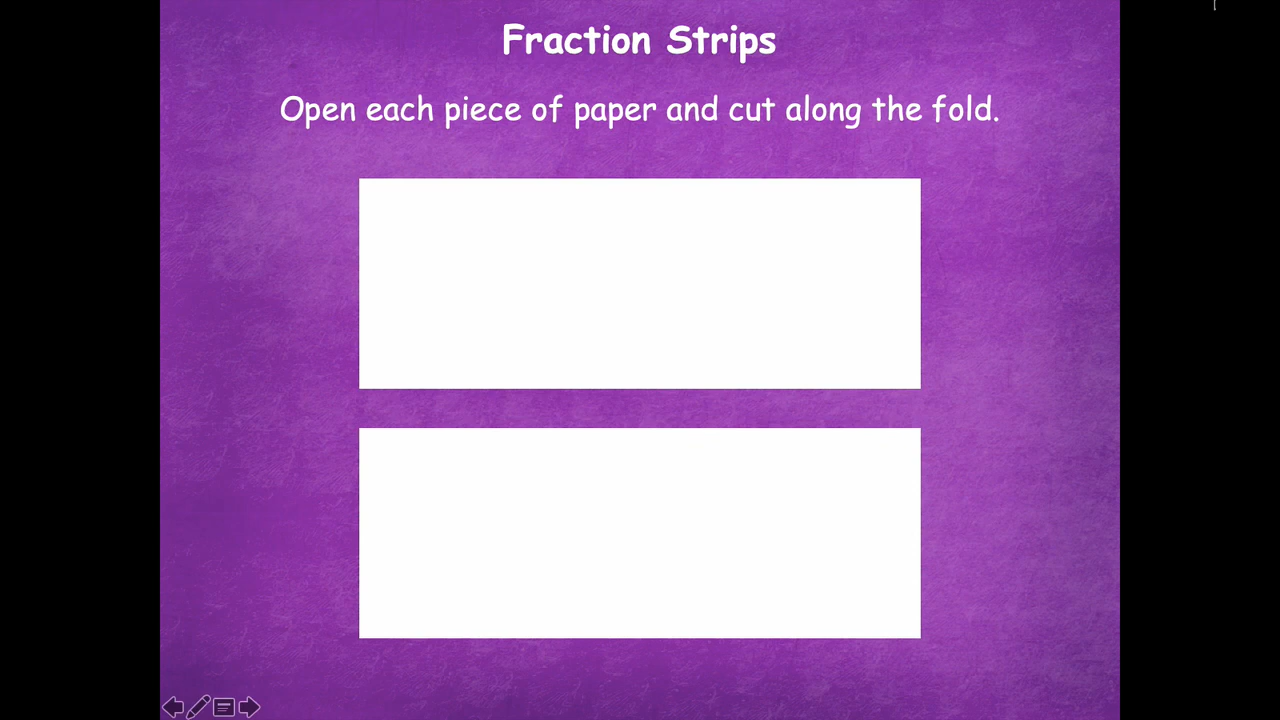 Fraction Strips
Open each piece of paper and cut along the fold.